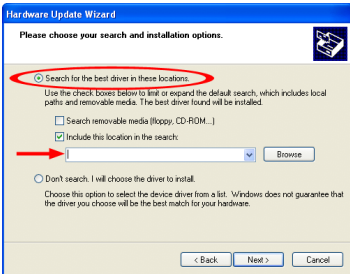 Hardware Update Wizard
Please choose your search and installation options.
Search for the best driver in these locations.
Use the check boxes below to limit or expand the default search, which includes local
paths and removable media. The best driver found will be installed.
Search removable media (floppy, CD-ROM...)
Include this location in the search:
Browse
Don't search. I will choose the driver to install.
Choose this option to select the device driver from a list. Windows does not guarantee that
the driver you choose will be the best match for your hardware.
< Back
Next >
Cancel